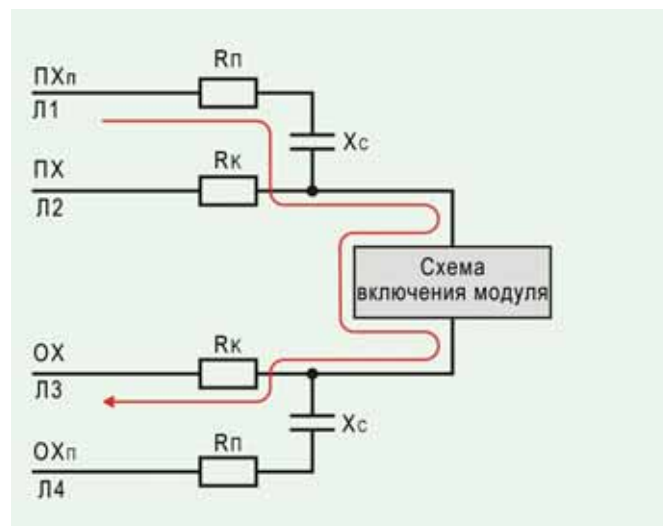 Rп
ПХп
Л1
Xс
Rк
ПХ
Л2
Схема
включения модуля
Rк
ОХ
Л3
Xс
Rп
ОХп
Л4